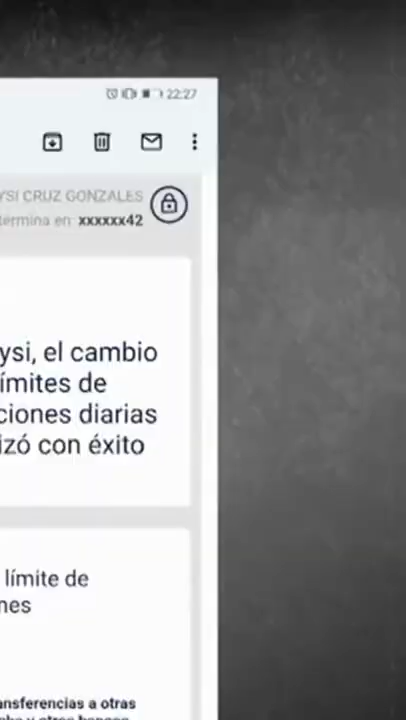 22:27
YSI CRUZ GONZALES
termina en: xxxxxx42
ysi, el cambio
ímites de
ciones diarias
izó con éxito
límite de
nes
ansferencias a otras